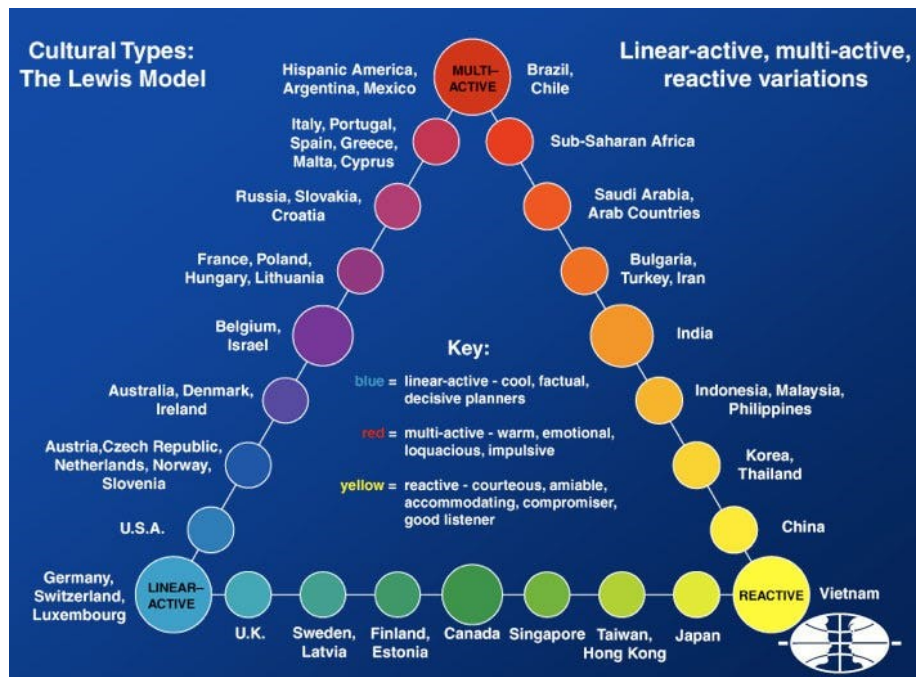 Cultural Types:
The Lewis Model
Linear-active, multi-active,
reactive variations
MULTI–
ACTIVE
Hispanic America,
Argentina, Mexico
Brazil,
Chile
Italy, Portugal,
Spain, Greece,
Malta, Cyprus
Sub-Saharan Africa
Russia, Slovakia,
Croatia
Saudi Arabia,
Arab Countries
France, Poland,
Hungary, Lithuania
Bulgaria,
Turkey, Iran
Belgium,
Israel
India
Key:
blue = linear-active - cool, factual,
decisive planners
red = multi-active - warm, emotional,
loquacious, impulsive
yellow = reactive - courteous, amiable,
accommodating, compromiser,
good listener
Australia, Denmark,
Ireland
Indonesia, Malaysia,
Philippines
Austria,Czech Republic,
Netherlands, Norway,
Slovenia
Korea,
Thailand
U.S.A.
China
Germany,
Switzerland,
Luxembourg
LINEAR–
ACTIVE
REACTIVE
Vietnam
U.K.
Sweden,
Latvia
Finland,
Estonia
Canada
Singapore
Taiwan,
Hong Kong
Japan